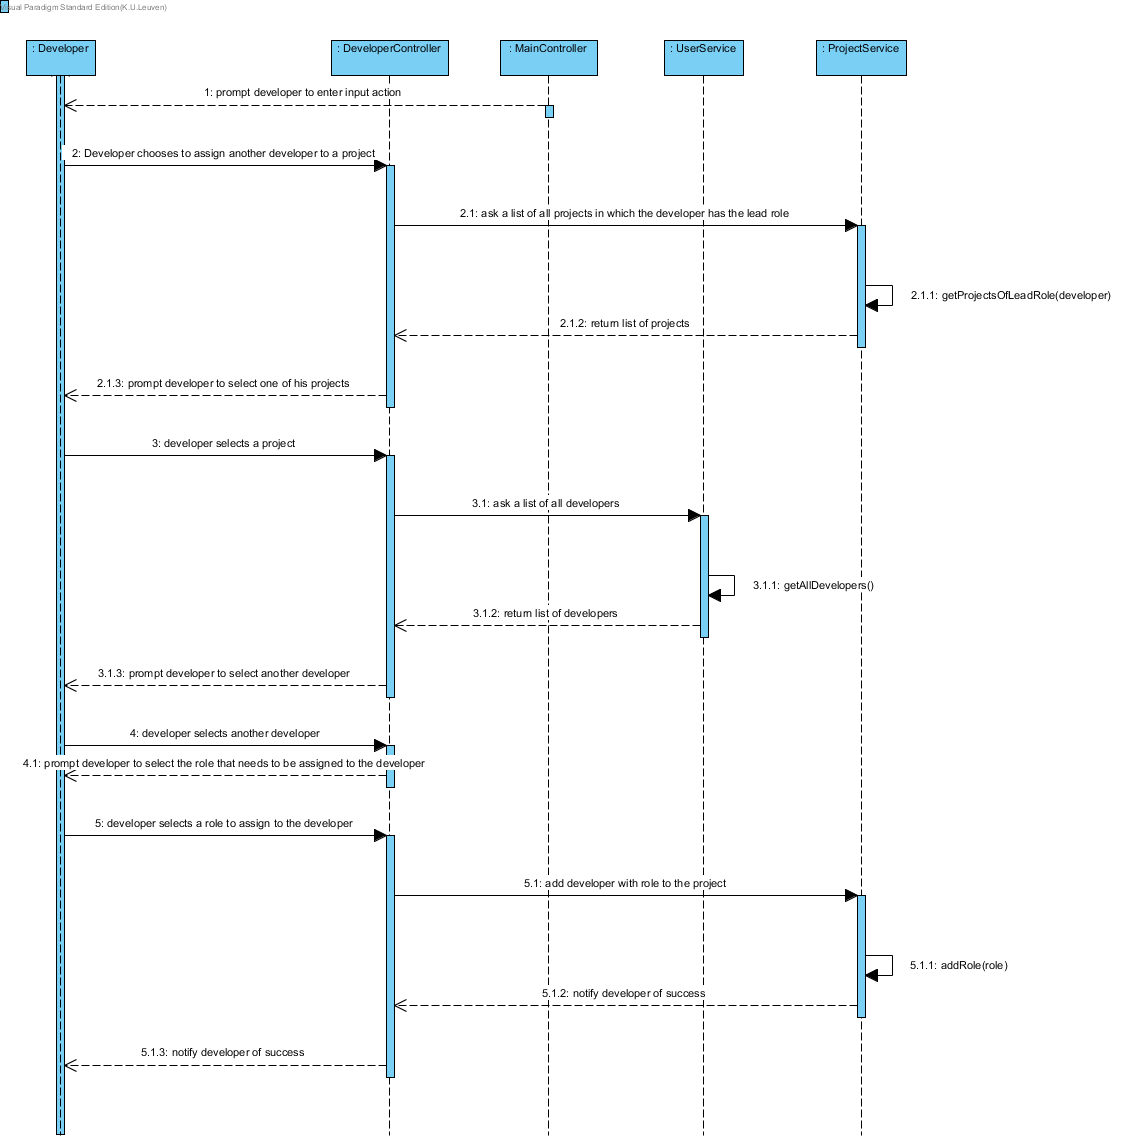 Visual Paradigm Standard Edition(K.U.Leuven)
: Developer
: DeveloperController
: MainController
: UserService
: ProjectService
1: prompt developer to enter input action
2: Developer chooses to assign another developer to a project
2.1: ask a list of all projects in which the developer has the lead role
2.1.1: getProjectsOfLeadRole(developer)
2.1.2: return list of projects
2.1.3: prompt developer to select one of his projects
3: developer selects a project
3.1: ask a list of all developers
3.1.1: getAllDevelopers()
3.1.2: return list of developers
3.1.3: prompt developer to select another developer
4: developer selects another developer
4.1: prompt developer to select the role that needs to be assigned to the developer
5: developer selects a role to assign to the developer
5.1: add developer with role to the project
5.1.1: addRole(role)
5.1.2: notify developer of success
5.1.3: notify developer of success